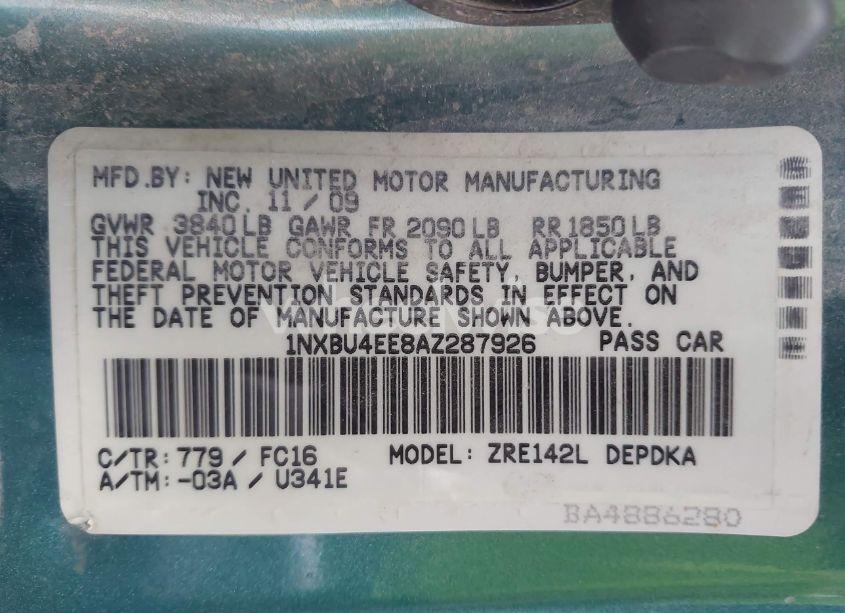 MFD.BY: NEW UNITED MOTOR MANUFACTURING
INC. 11 / 09
GVWR 3840 LB GAWR FR 2090 LB RR 1850 LB
THIS VEHICLE CONFORMS TO ALL APPLICABLE
FEDERAL MOTOR VEHICLE SAFETY, BUMPER, AND
THEFT PREVENTION STANDARDS IN EFFECT ON
THE DATE OF MANUFACTURE SHOWN ABOVE.
1NXBU4EE8AZ287926 PASS CAR
C/TR: 779 / FC16 MODEL: ZRE142L DEPDKA
A/TM: -03A / U341E
BA4886280